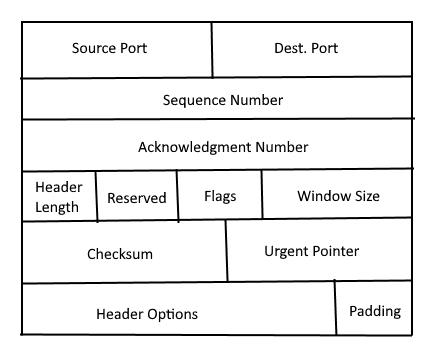 Source Port
Dest. Port
Sequence Number
Acknowledgment Number
Header
Length
Reserved
Flags
Window Size
Checksum
Urgent Pointer
Header Options
Padding